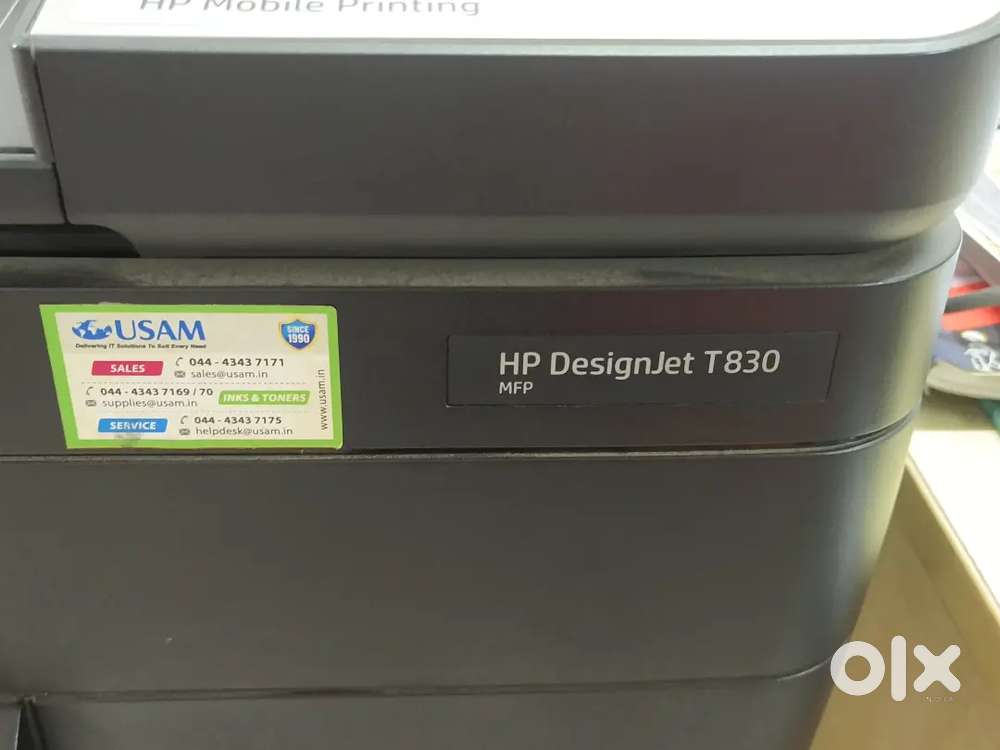 HP Mobile Printing
USAM
Delivering IT Solutions To Suit Every Need
SINCE
1990
SALES
044 - 4343 7171
sales@usam.in
044 - 4343 7169 / 70
supplies@usam.in
INKS & TONERS
SERVICE
044 - 4343 7175
helpdesk@usam.in
www.usam.in
HP DesignJet T830
MFP
olx